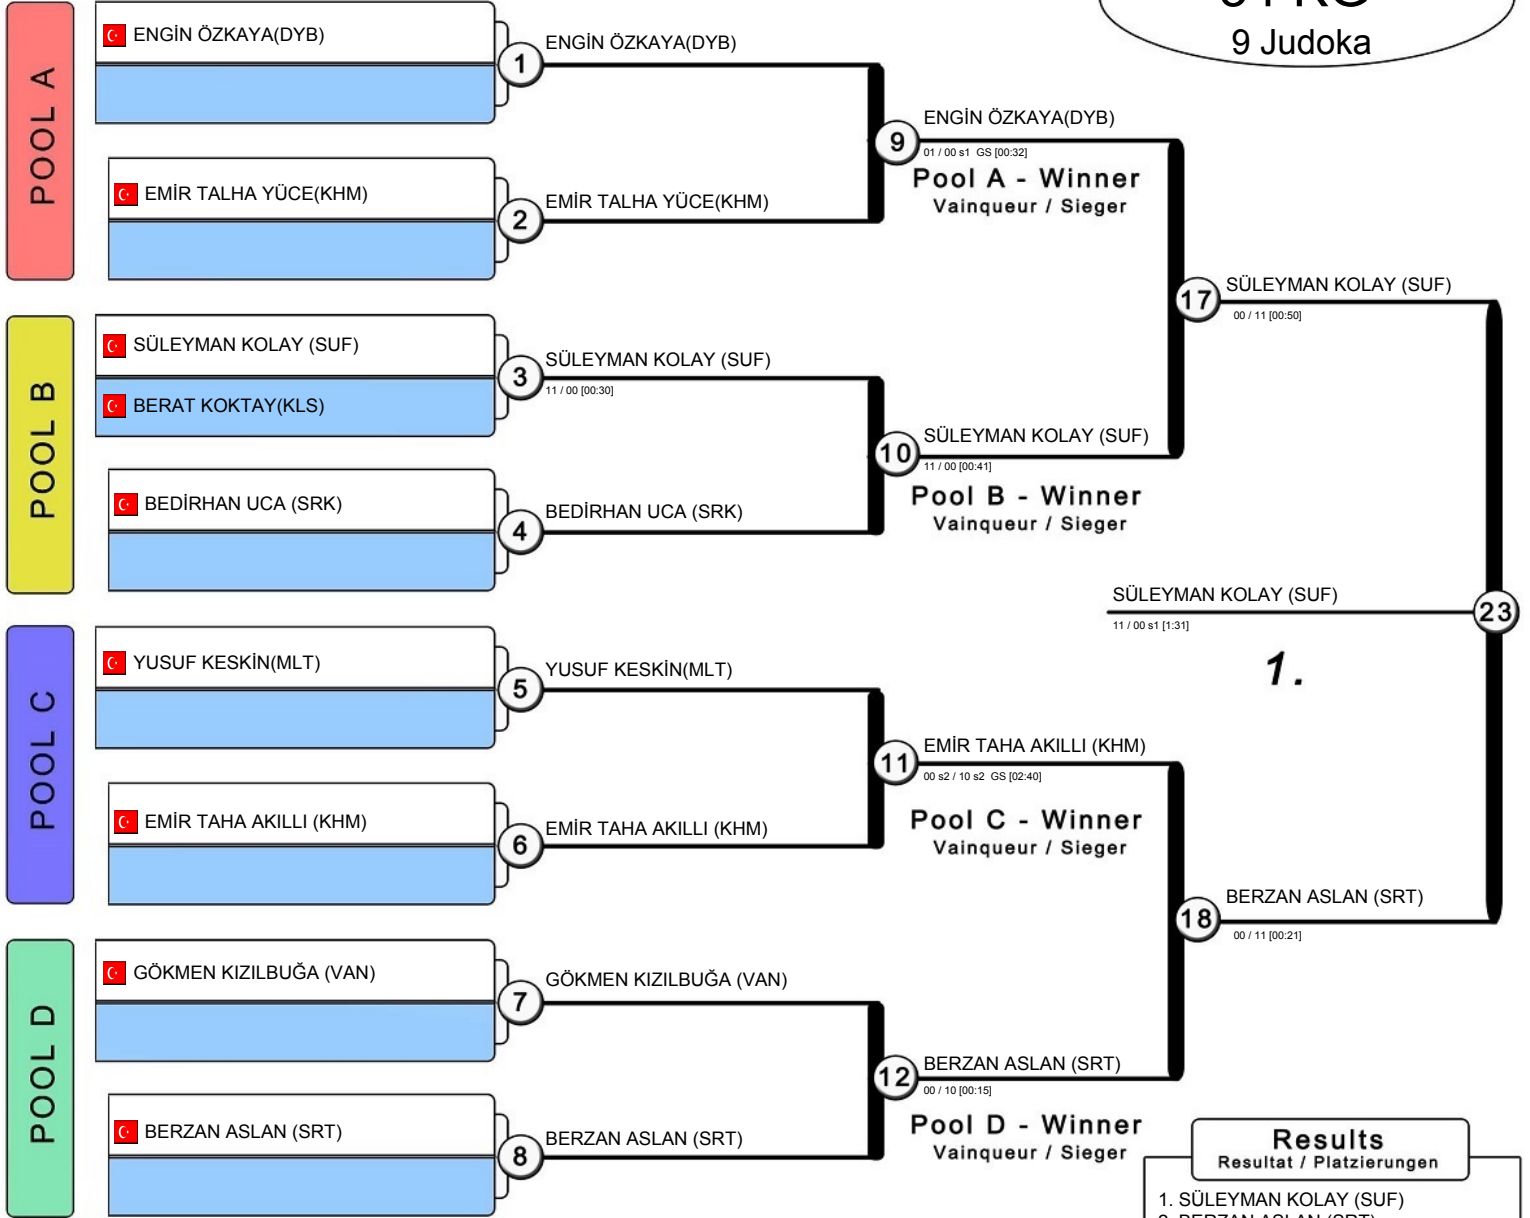 9 Judoka
POOL A
ENGİN ÖZKAYA(DYB)
EMİR TALHA YÜCE(KHM)
1
ENGİN ÖZKAYA(DYB)
2
EMİR TALHA YÜCE(KHM)
9
ENGİN ÖZKAYA(DYB)
01 / 00 s1 GS [00:32]
Pool A - Winner
Vainqueur / Sieger
POOL B
SÜLEYMAN KOLAY (SUF)
BERAT KOKTAY(KLS)
BEDİRHAN UCA (SRK)
3
SÜLEYMAN KOLAY (SUF)
11 / 00 [00:30]
4
BEDİRHAN UCA (SRK)
10
SÜLEYMAN KOLAY (SUF)
11 / 00 [00:41]
Pool B - Winner
Vainqueur / Sieger
17
SÜLEYMAN KOLAY (SUF)
00 / 11 [00:50]
SÜLEYMAN KOLAY (SUF)
23
11 / 00 s1 [1:31]
1.
POOL C
YUSUF KESKİN(MLT)
EMİR TAHA AKILLI (KHM)
5
YUSUF KESKİN(MLT)
6
EMİR TAHA AKILLI (KHM)
11
EMİR TAHA AKILLI (KHM)
00 s2 / 10 s2 GS [02:40]
Pool C - Winner
Vainqueur / Sieger
18
BERZAN ASLAN (SRT)
00 / 11 [00:21]
POOL D
GÖKMEN KIZILBUĞA (VAN)
BERZAN ASLAN (SRT)
7
GÖKMEN KIZILBUĞA (VAN)
8
BERZAN ASLAN (SRT)
12
BERZAN ASLAN (SRT)
00 / 10 [00:15]
Pool D - Winner
Vainqueur / Sieger
Results
Resultat / Platzierungen
1. SÜLEYMAN KOLAY (SUF)
2. BERZAN ASLAN (SRT)